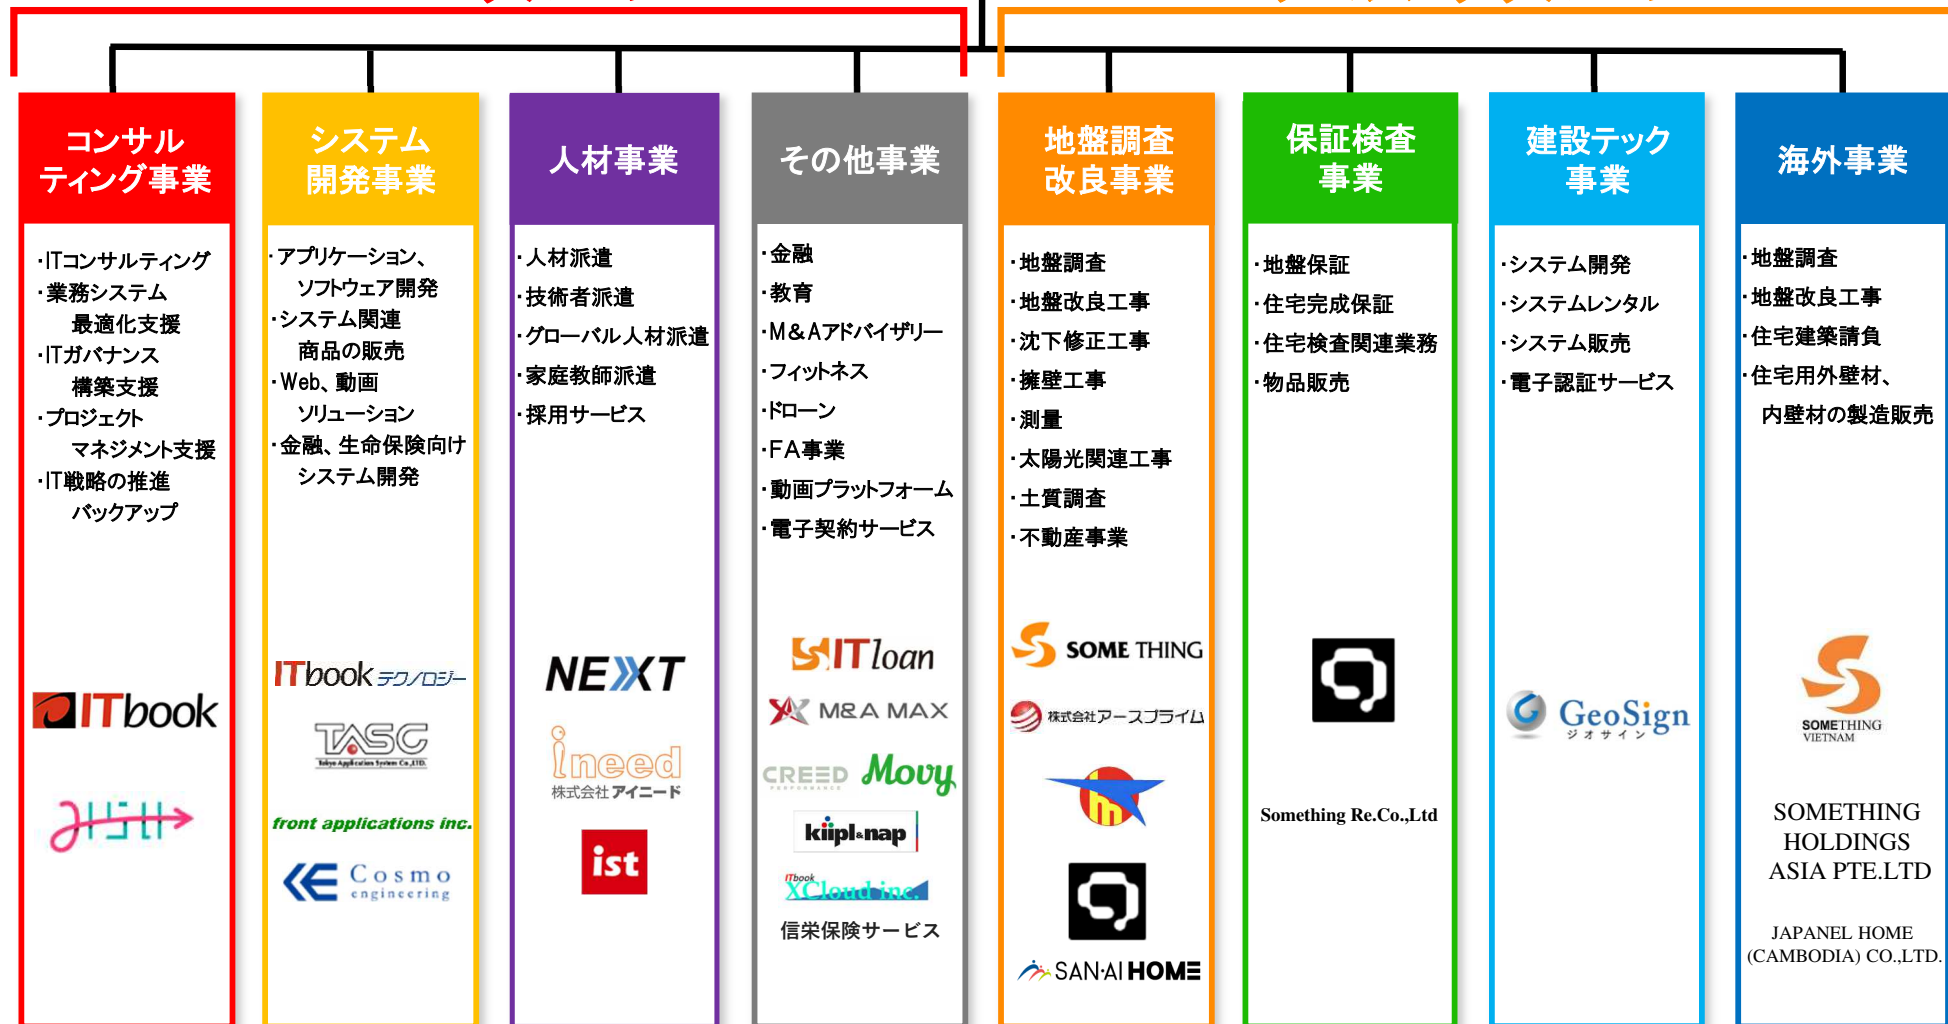 コンサル
ティング事業
・ITコンサルティング
・業務システム
最適化支援
・ITガバナンス
構築支援
・プロジェクト
マネジメント支援
・IT戦略の推進
バックアップ
ITbook
みらい
システム
開発事業
・アプリケーション、
ソフトウェア開発
・システム関連
商品の販売
・Web、動画
ソリューション
・金融、生命保険向け
システム開発
ITbook テクノロジー
TASC
Tokyo Application System Co.,LTD.
front applications inc.
Cosmo
engineering
人材事業
・人材派遣
・技術者派遣
・グローバル人材派遣
・家庭教師派遣
・採用サービス
NEXT
ineed
株式会社 アイニード
ist
その他事業
・金融
・教育
・M&Aアドバイザリー
・フィットネス
・ドローン
・FA事業
・動画プラットフォーム
・電子契約サービス
ITloan
M&A MAX
CREED
PERFORMANCE
Movy
kiipl&nap
ITbook
XCloud inc.
信栄保険サービス
地盤調査
改良事業
・地盤調査
・地盤改良工事
・沈下修正工事
・擁壁工事
・測量
・太陽光関連工事
・土質調査
・不動産事業
SOME THING
株式会社アースプライム
SAN·AI HOME
保証検査
事業
・地盤保証
・住宅完成保証
・住宅検査関連業務
・物品販売
Something Re.Co.,Ltd
建設テック
事業
・システム開発
・システムレンタル
・システム販売
・電子認証サービス
GeoSign
ジオサイン
海外事業
・地盤調査
・地盤改良工事
・住宅建築請負
・住宅用外壁材、
内壁材の製造販売
SOMETHING
VIETNAM
SOMETHING
HOLDINGS
ASIA PTE.LTD
JAPANEL HOME
(CAMBODIA) CO.,LTD.